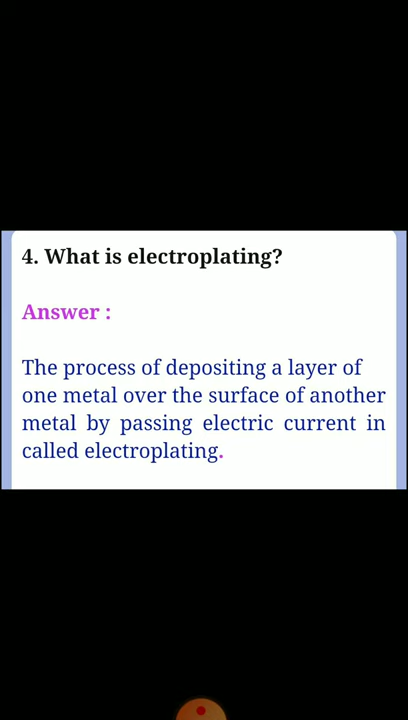 4. What is electroplating?
Answer :
The process of depositing a layer of
one metal over the surface of another
metal by passing electric current in
called electroplating.